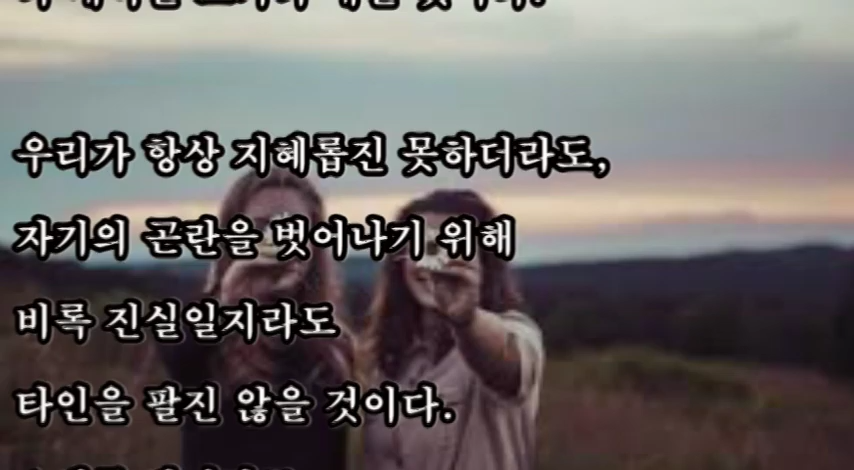 우리가 항상 지혜롭진 못하더라도,
자기의 곤란을 벗어나기 위해
비록 진실일지라도
타인을 팔진 않을 것이다.